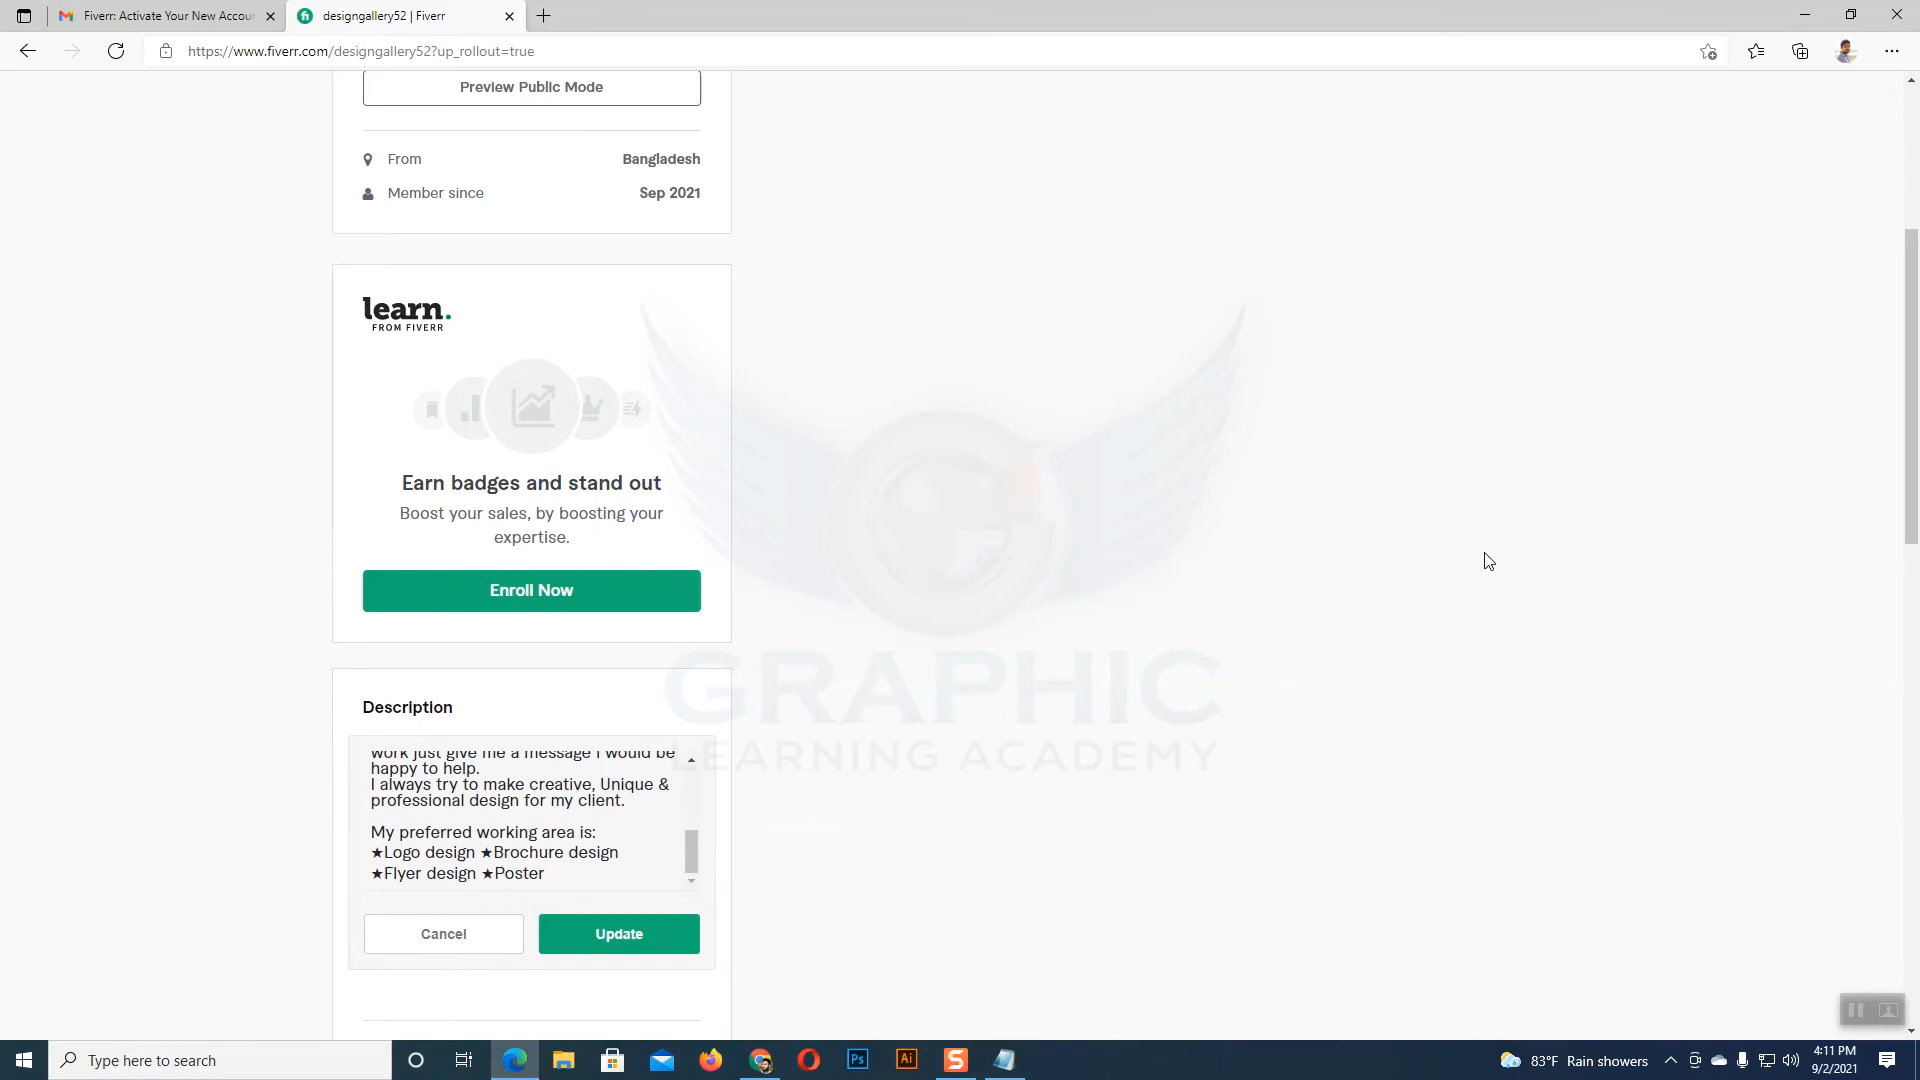 Fiverr: Activate Your New Accoun
designgallery52 | Fiverr
https://www.fiverr.com/designgallery52?up_rollout=true
Preview Public Mode
From
Bangladesh
Member since
Sep 2021
learn.
FROM FIVERR
Earn badges and stand out
Boost your sales, by boosting your
expertise.
Enroll Now
GRAPHIC
LEARNING ACADEMY
Description
work just give me a message I would be
happy to help.
I always try to make creative, Unique &
professional design for my client.
My preferred working area is:
★Logo design ★Brochure design
★Flyer design ★Poster
Cancel
Update
Type here to search
Ps
Ai
S
83°F Rain showers
4:11 PM
9/2/2021